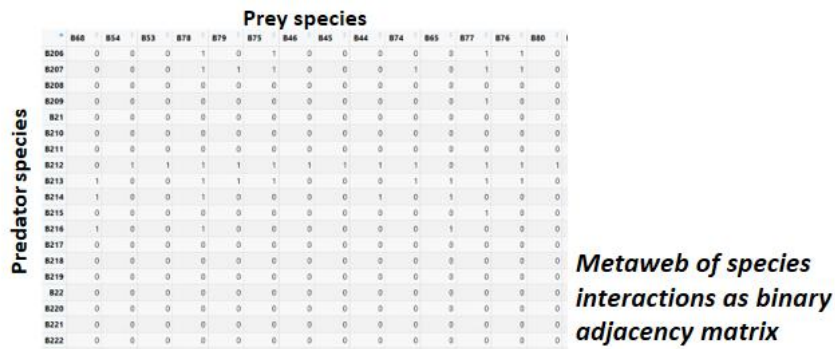 Prey species
B68 B54 B53 B78 B79 B75 B46 B45 B44 B74 B65 B77 B76 B80
B206 0 0 0 1 0 1 0 0 0 0 0 1 1 0
B207 0 0 0 1 1 1 0 0 0 1 0 1 1 0
B208 0 0 0 0 0 0 0 0 0 0 0 0 0 0
B209 0 0 0 0 0 0 0 0 0 0 0 1 0 0
B21 0 0 0 0 0 0 0 0 0 0 0 0 0 0
B210 0 0 0 0 0 0 0 0 0 0 0 0 0 0
B211 0 0 0 0 0 0 0 0 0 0 0 0 0 0
B212 0 1 1 1 1 1 1 1 1 1 0 1 1 1
B213 1 0 0 1 1 1 0 0 0 1 1 1 1 0
B214 1 0 0 1 0 0 0 0 1 0 1 0 0 0
B215 0 0 0 0 0 0 0 0 0 0 0 1 0 0
B216 1 0 0 1 0 0 0 0 0 0 1 0 0 0
B217 0 0 0 0 0 0 0 0 0 0 0 0 0 0
B218 0 0 0 0 0 0 0 0 0 0 0 0 0 0
B219 0 0 0 0 0 0 0 0 0 0 0 0 0 0
B22 0 0 0 0 0 0 0 0 0 0 0 0 0 0
B220 0 0 0 0 0 0 0 0 0 0 0 0 0 0
B221 0 0 0 0 0 0 0 0 0 0 0 0 0 0
B222 0 0 0 0 0 0 0 0 0 0 0 0 0 0
Predator species
Metaweb of species
interactions as binary
adjacency matrix